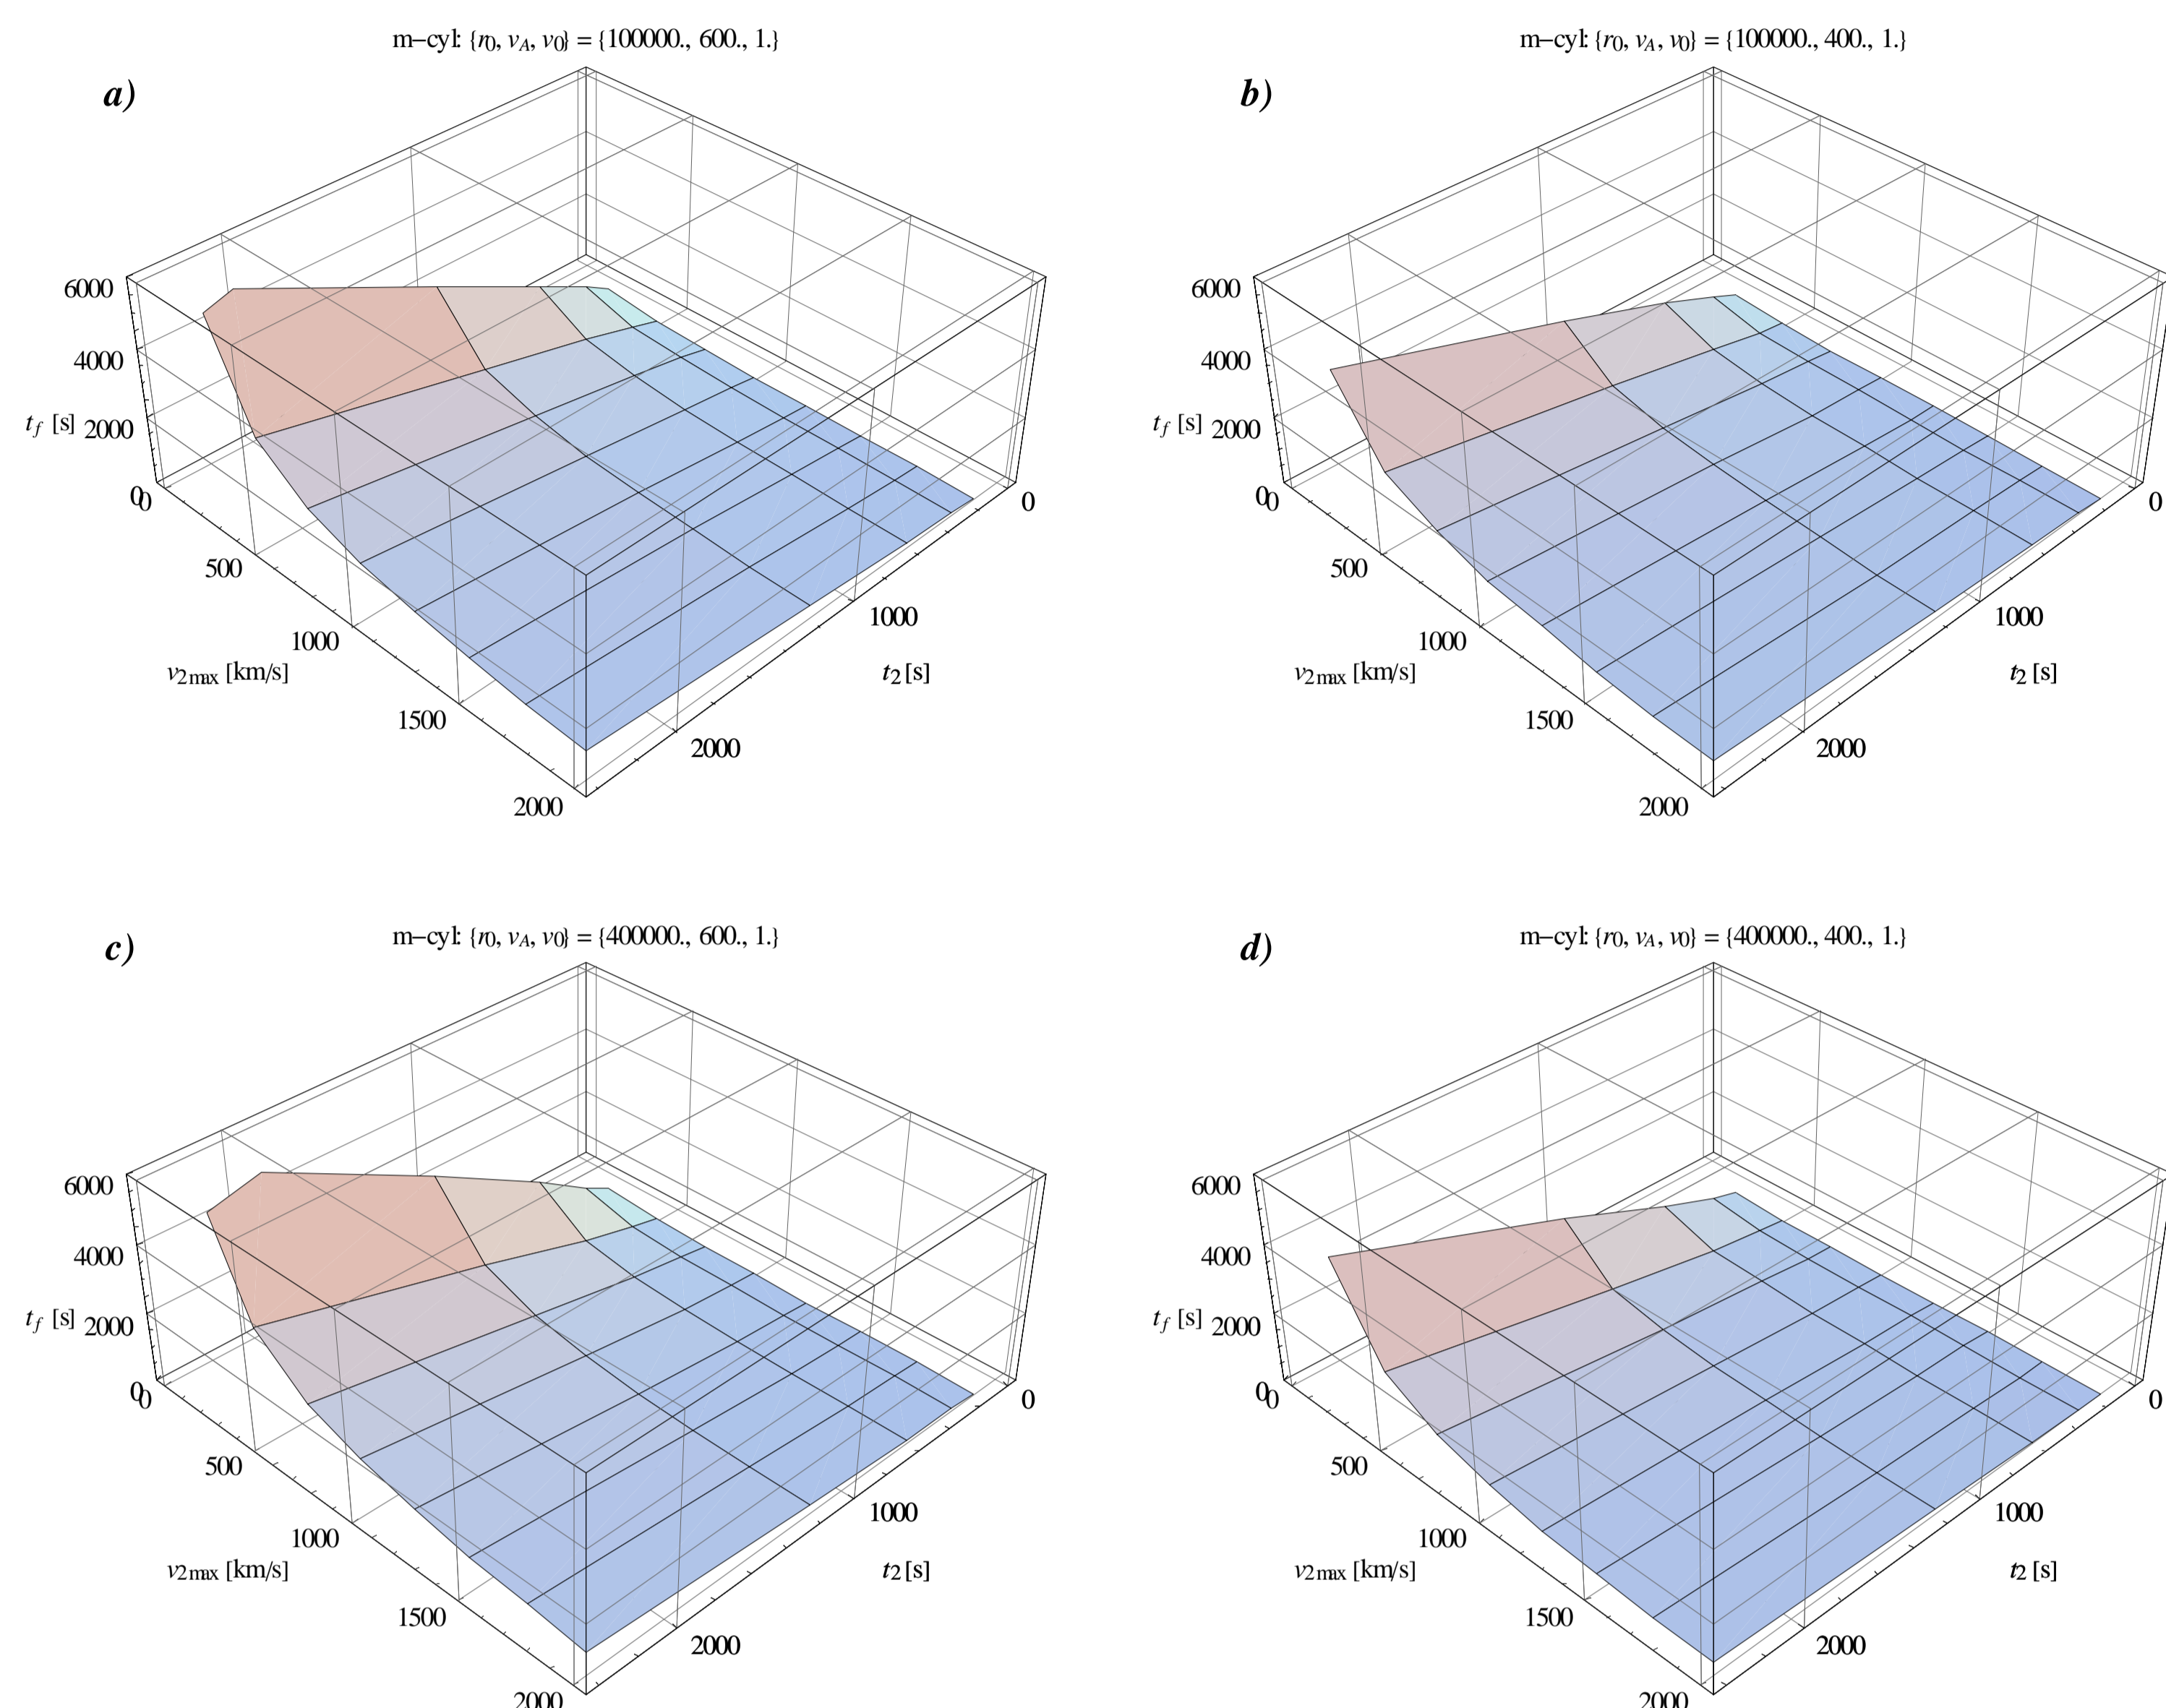 m−cyl: {r0, vA, v0} = {100000., 600., 1.}
a)
6000
4000
tf [s]
2000
0
0
500
1000
v2max [km/s]
1500
2000
0
1000
t2 [s]
2000
m−cyl: {r0, vA, v0} = {100000., 400., 1.}
b)
6000
4000
tf [s]
2000
0
0
500
1000
v2max [km/s]
1500
2000
0
1000
t2 [s]
2000
m−cyl: {r0, vA, v0} = {400000., 600., 1.}
c)
6000
4000
tf [s]
2000
0
0
500
1000
v2max [km/s]
1500
2000
0
1000
t2 [s]
2000
m−cyl: {r0, vA, v0} = {400000., 400., 1.}
d)
6000
4000
tf [s]
2000
0
0
500
1000
v2max [km/s]
1500
2000
0
1000
t2 [s]
2000